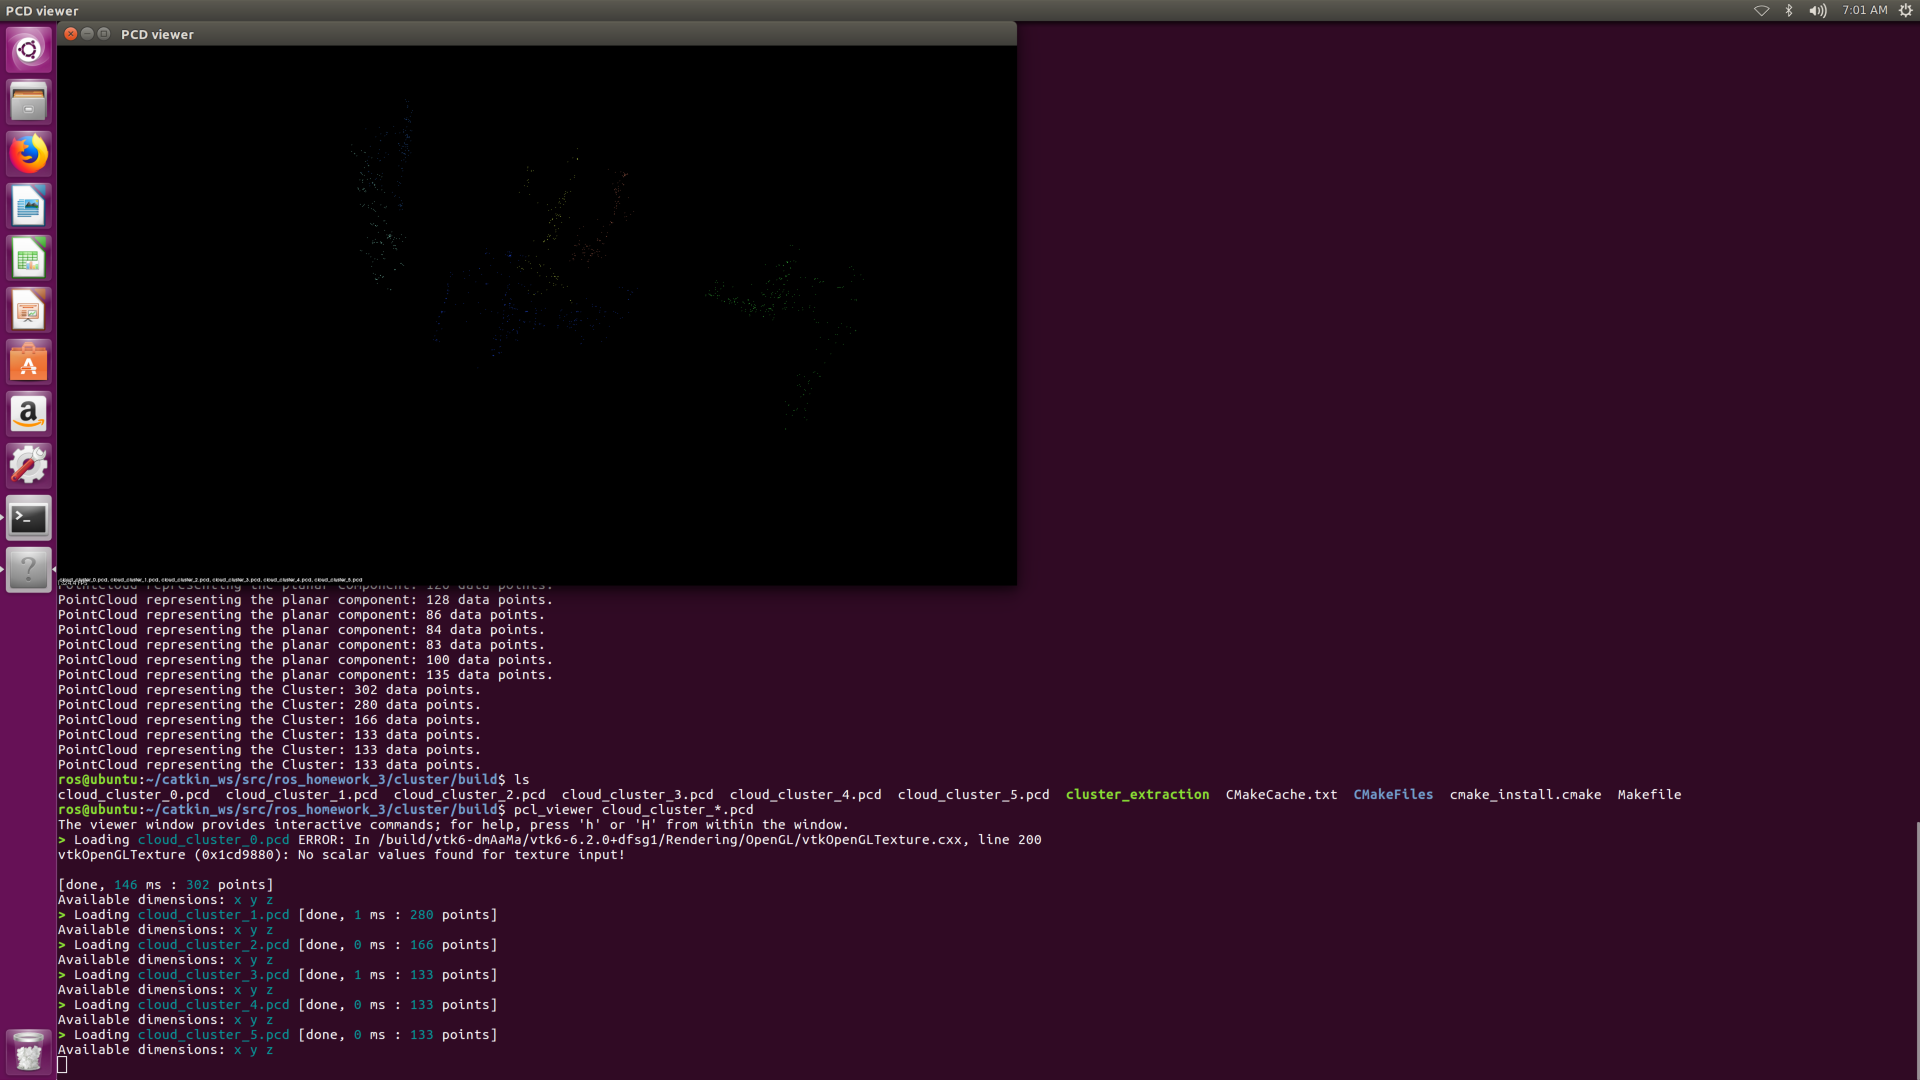 PCD viewer
7:01 AM
PCD viewer
cloud_cluster_0.pcd, cloud_cluster_1.pcd, cloud_cluster_2.pcd, cloud_cluster_3.pcd, cloud_cluster_4.pcd, cloud_cluster_5.pcd
PointCloud representing the planar component: 128 data points.
PointCloud representing the planar component: 86 data points.
PointCloud representing the planar component: 84 data points.
PointCloud representing the planar component: 83 data points.
PointCloud representing the planar component: 100 data points.
PointCloud representing the planar component: 135 data points.
PointCloud representing the Cluster: 302 data points.
PointCloud representing the Cluster: 280 data points.
PointCloud representing the Cluster: 166 data points.
PointCloud representing the Cluster: 133 data points.
PointCloud representing the Cluster: 133 data points.
PointCloud representing the Cluster: 133 data points.
ros@ubuntu:~/catkin_ws/src/ros_homework_3/cluster/build$ ls
cloud_cluster_0.pcd cloud_cluster_1.pcd cloud_cluster_2.pcd cloud_cluster_3.pcd cloud_cluster_4.pcd cloud_cluster_5.pcd cluster_extraction CMakeCache.txt CMakeFiles cmake_install.cmake Makefile
ros@ubuntu:~/catkin_ws/src/ros_homework_3/cluster/build$ pcl_viewer cloud_cluster_*.pcd
The viewer window provides interactive commands; for help, press 'h' or 'H' from within the window.
> Loading cloud_cluster_0.pcd ERROR: In /build/vtk6-dmAaMa/vtk6-6.2.0+dfsg1/Rendering/OpenGL/vtkOpenGLTexture.cxx, line 200
vtkOpenGLTexture (0x1cd9880): No scalar values found for texture input!
[done, 146 ms : 302 points]
Available dimensions: x y z
> Loading cloud_cluster_1.pcd [done, 1 ms : 280 points]
Available dimensions: x y z
> Loading cloud_cluster_2.pcd [done, 0 ms : 166 points]
Available dimensions: x y z
> Loading cloud_cluster_3.pcd [done, 1 ms : 133 points]
Available dimensions: x y z
> Loading cloud_cluster_4.pcd [done, 0 ms : 133 points]
Available dimensions: x y z
> Loading cloud_cluster_5.pcd [done, 0 ms : 133 points]
Available dimensions: x y z